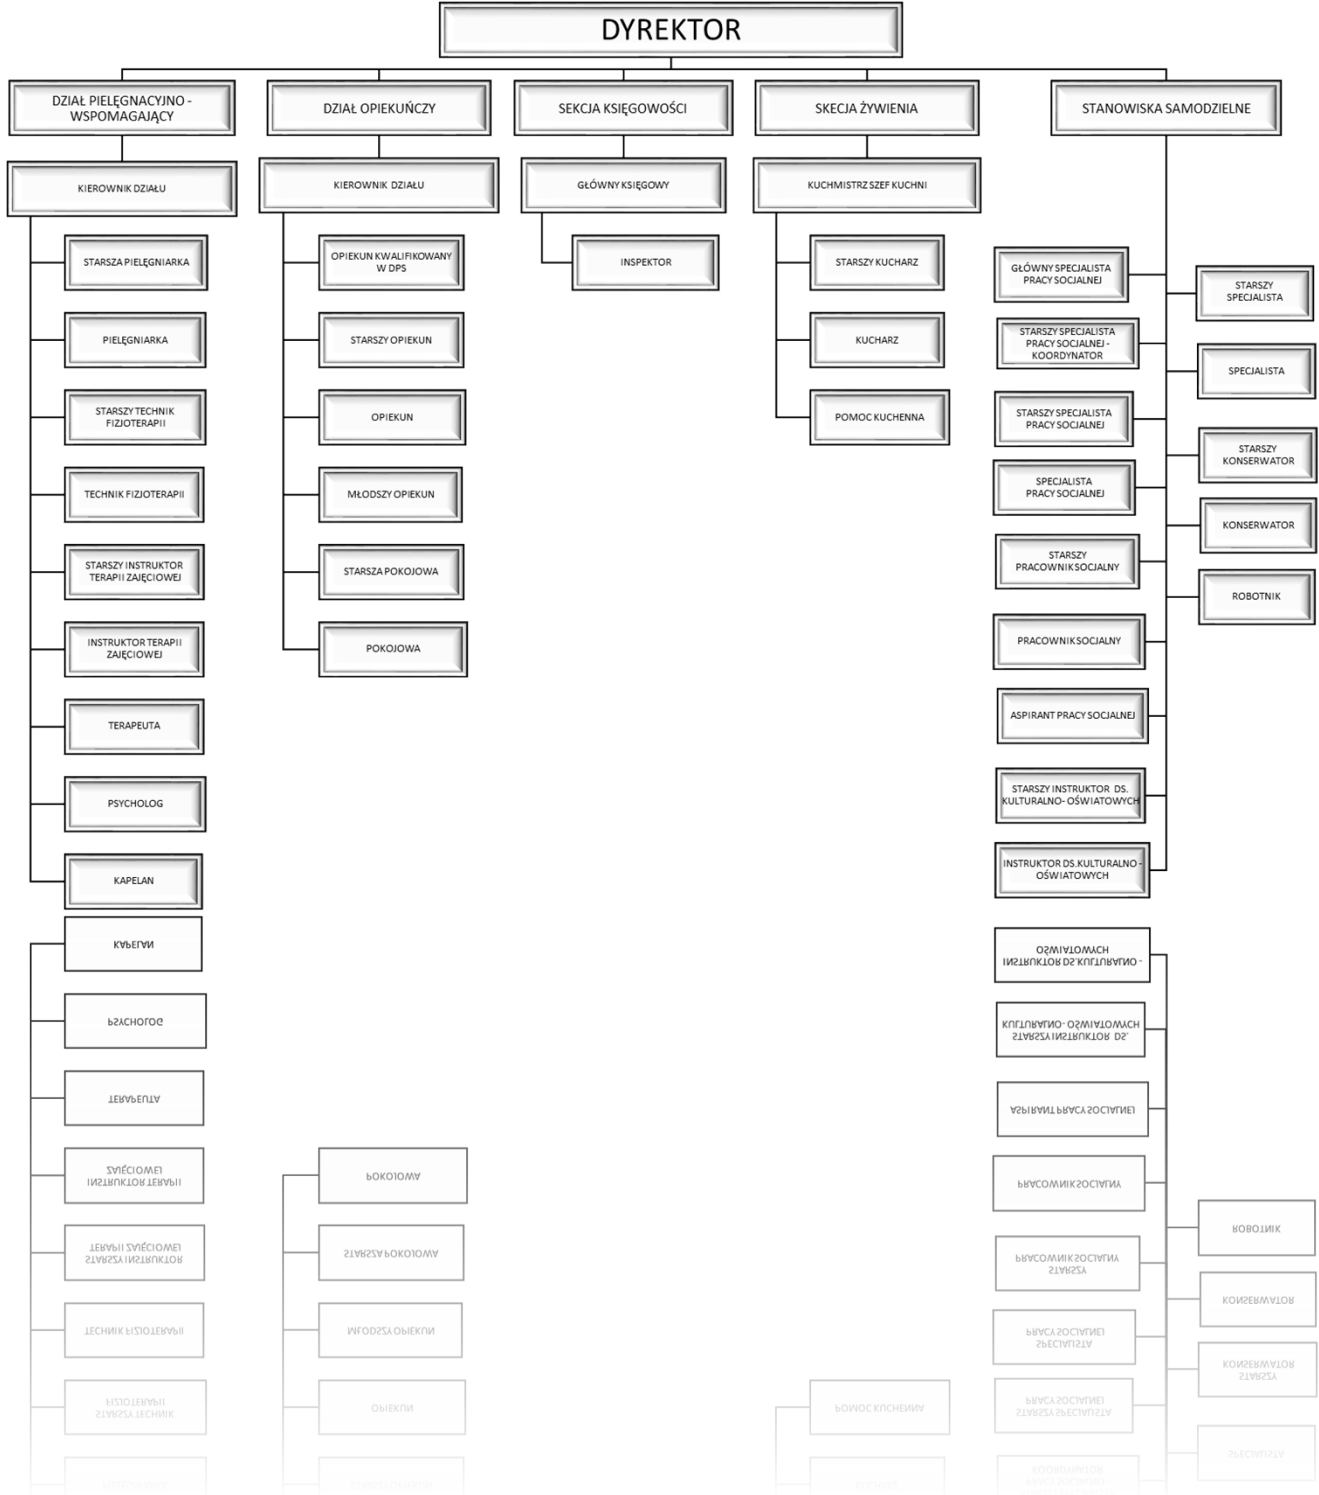 DYREKTOR
DZIAŁ PIELĘGNACYJNO -
WSPOMAGAJĄCY
KIEROWNIK DZIAŁU
STARSZA PIELĘGNIARKA
PIELĘGNIARKA
STARSZY TECHNIK
FIZJOTERAPII
TECHNIK FIZJOTERAPII
STARSZY INSTRUKTOR
TERAPII ZAJĘCIOWEJ
INSTRUKTOR TERAPII
ZAJĘCIOWEJ
TERAPEUTA
PSYCHOLOG
KAPELAN
DZIAŁ OPIEKUŃCZY
KIEROWNIK DZIAŁU
OPIEKUN KWALIFIKOWANY
W DPS
STARSZY OPIEKUN
OPIEKUN
MŁODSZY OPIEKUN
STARSZA POKOJOWA
POKOJOWA
SEKCJA KSIĘGOWOŚCI
GŁÓWNY KSIĘGOWY
INSPEKTOR
SKECJA ŻYWIENIA
KUCHMISTRZ SZEF KUCHNI
STARSZY KUCHARZ
KUCHARZ
POMOC KUCHENNA
STANOWISKA SAMODZIELNE
GŁÓWNY SPECJALISTA
PRACY SOCJALNEJ
STARSZY SPECJALISTA
PRACY SOCJALNEJ -
KOORDYNATOR
STARSZY SPECJALISTA
PRACY SOCJALNEJ
SPECJALISTA
PRACY SOCJALNEJ
STARSZY
PRACOWNIK SOCJALNY
PRACOWNIK SOCJALNY
ASPIRANT PRACY SOCJALNEJ
STARSZY INSTRUKTOR DS.
KULTURALNO- OŚWIATOWYCH
INSTRUKTOR DS.KULTURALNO -
OŚWIATOWYCH
STARSZY
SPECJALISTA
SPECJALISTA
STARSZY
KONSERWATOR
KONSERWATOR
ROBOTNIK